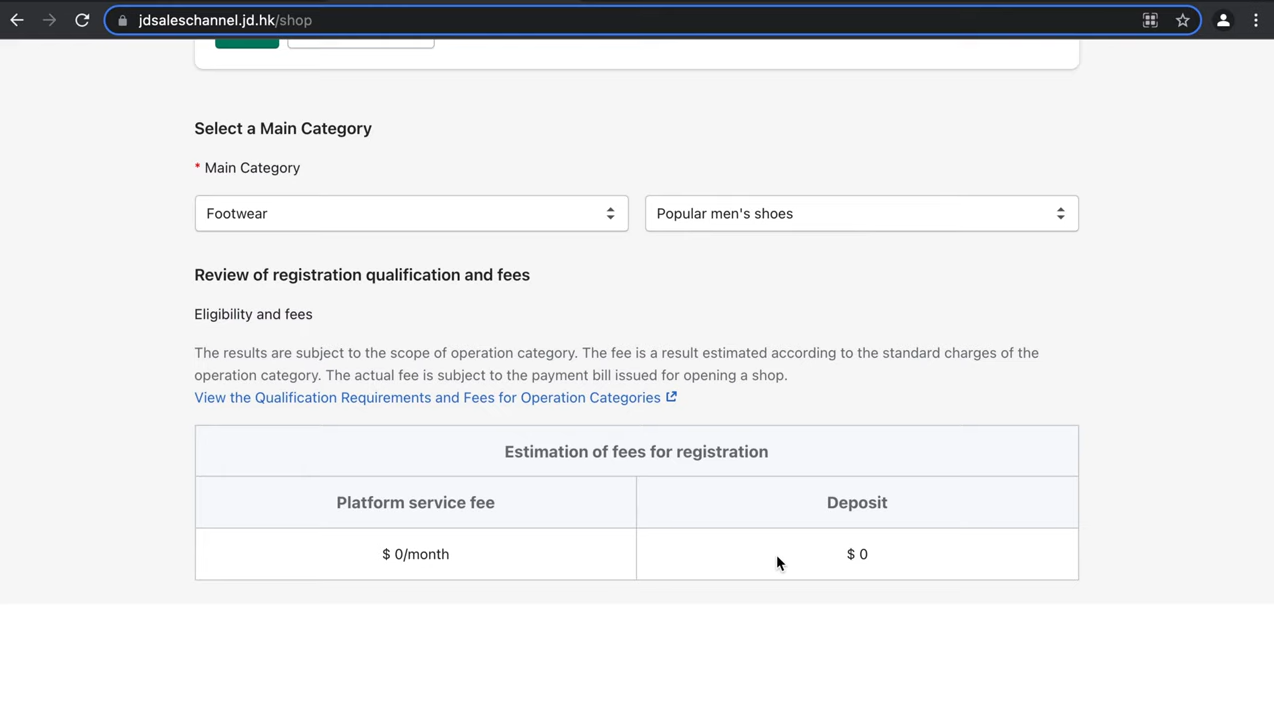 jdsaleschannel.jd.hk/shop
Select a Main Category
* Main Category
Footwear
Popular men's shoes
Review of registration qualification and fees
Eligibility and fees
The results are subject to the scope of operation category. The fee is a result estimated according to the standard charges of the
operation category. The actual fee is subject to the payment bill issued for opening a shop.
View the Qualification Requirements and Fees for Operation Categories
Estimation of fees for registration
Platform service fee
Deposit
$ 0/month
$ 0